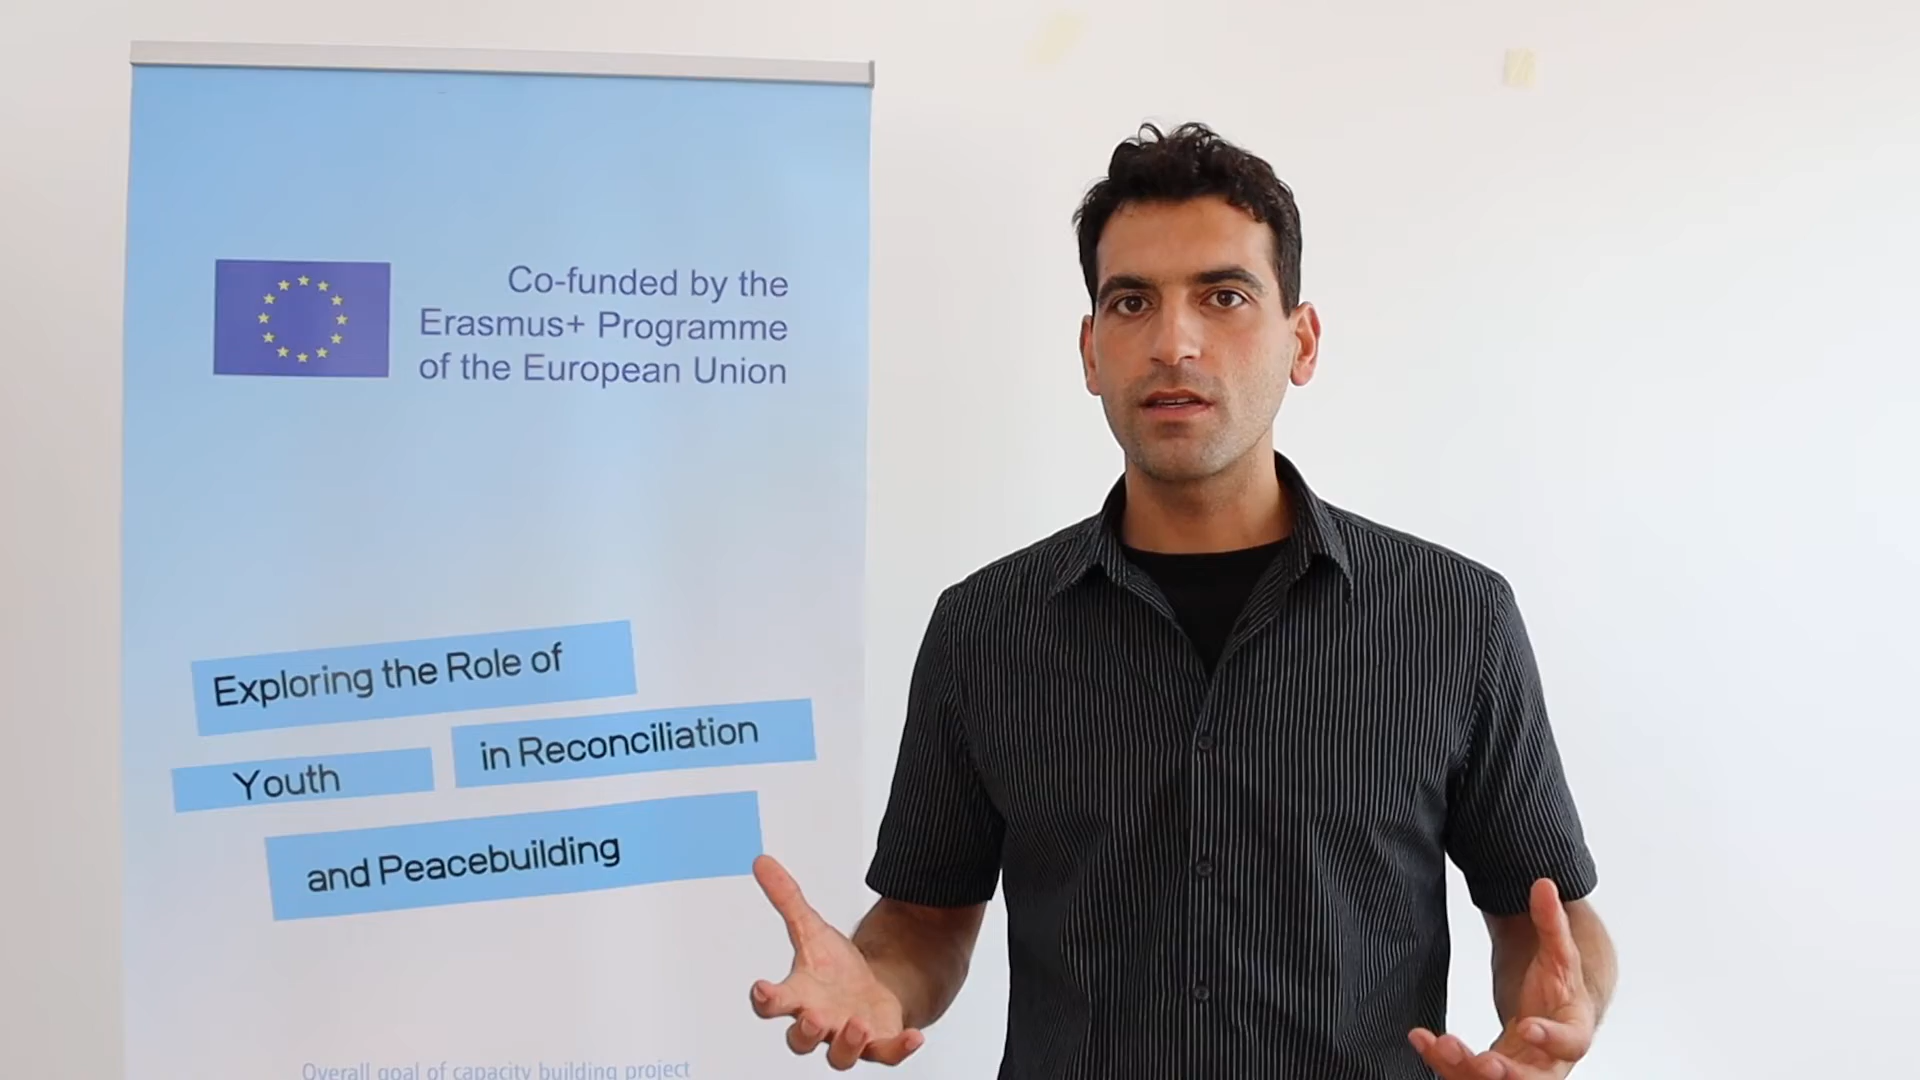 Co-funded by the
Erasmus+ Programme
of the European Union
Exploring the Role of
Youth in Reconciliation
and Peacebuilding
Overall goal of capacity building project